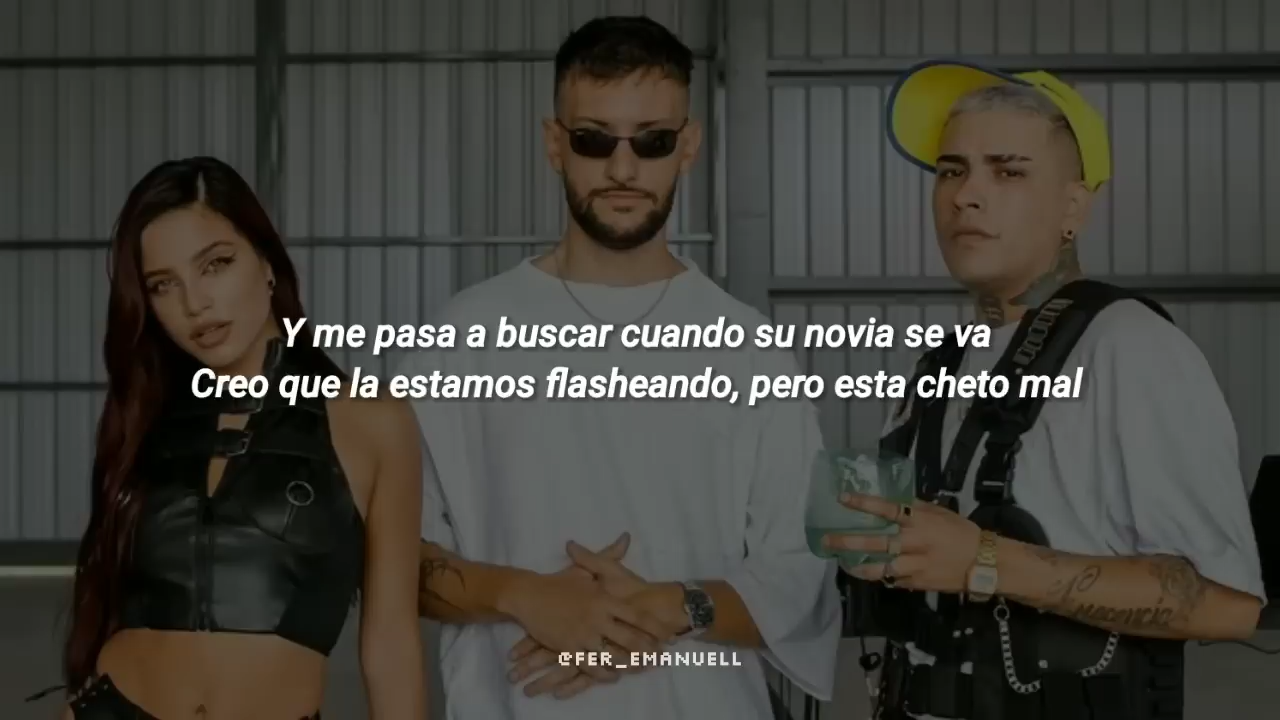 Y me pasa a buscar cuando su novia se va
Creo que la estamos flasheando, pero esta cheto mal
@FER_EMANUELL